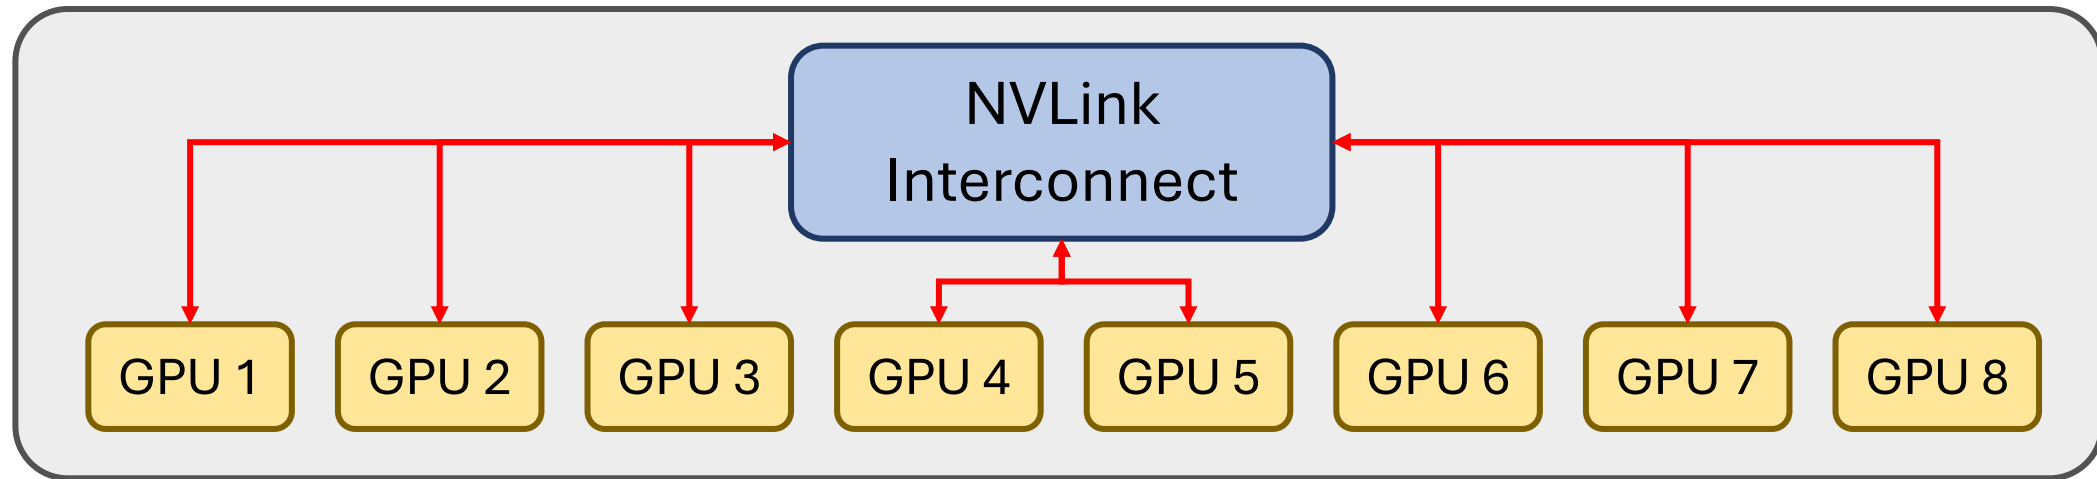 NVLink
Interconnect
GPU 1
GPU 2
GPU 3
GPU 4
GPU 5
GPU 6
GPU 7
GPU 8